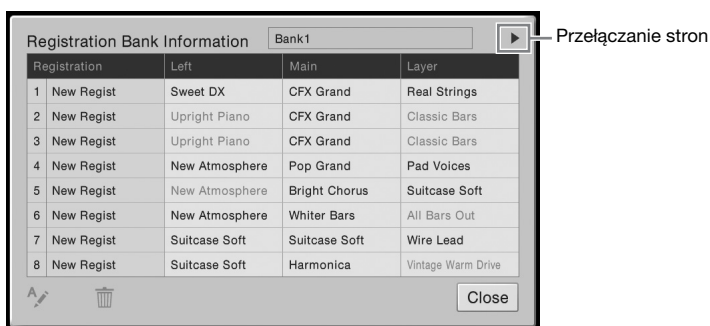 Registration Bank Information Bank1
Przełączanie stron
Registration Left Main Layer
1 New Regist Sweet DX CFX Grand Real Strings
2 New Regist Upright Piano CFX Grand Classic Bars
3 New Regist Upright Piano CFX Grand Classic Bars
4 New Regist New Atmosphere Pop Grand Pad Voices
5 New Regist New Atmosphere Bright Chorus Suitcase Soft
6 New Regist New Atmosphere Whiter Bars All Bars Out
7 New Regist Suitcase Soft Suitcase Soft Wire Lead
8 New Regist Suitcase Soft Harmonica Vintage Warm Drive
A
Close